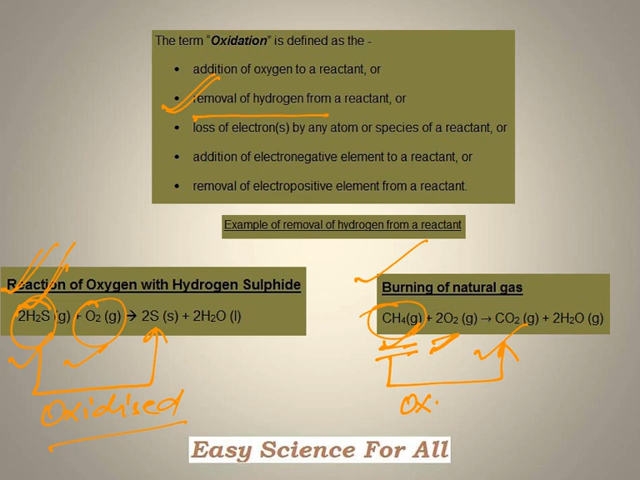 The term "Oxidation" is defined as the -
• addition of oxygen to a reactant, or
• removal of hydrogen from a reactant, or
• loss of electron(s) by any atom or species of a reactant, or
• addition of electronegative element to a reactant, or
• removal of electropositive element from a reactant.
Example of removal of hydrogen from a reactant
Reaction of Oxygen with Hydrogen Sulphide
2H₂S (g) + O₂ (g) → 2S (s) + 2H₂O (l)
Oxidised
Burning of natural gas
CH₄(g) + 2O₂ (g) → CO₂ (g) + 2H₂O (g)
OX.
Easy Science For All